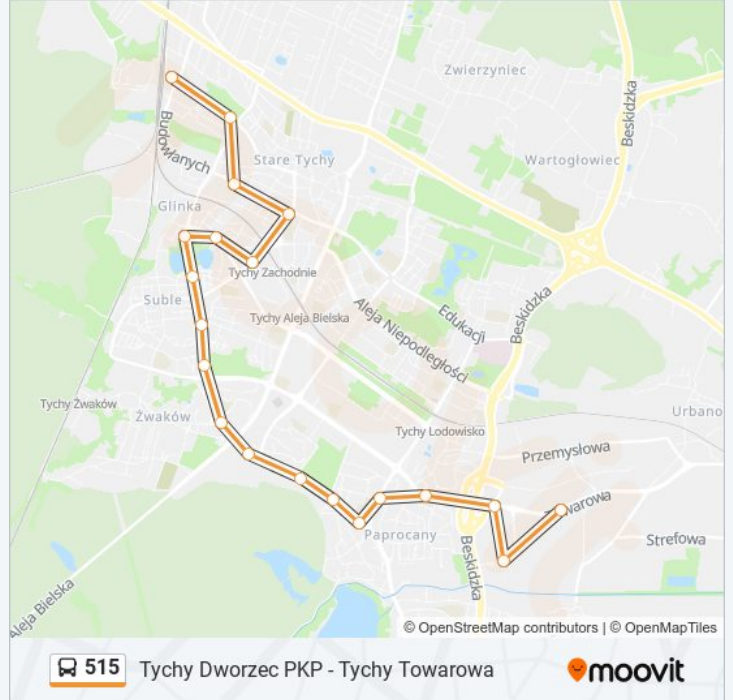 Zwierzyniec
Beskidzka
Budowlanych
Stare Tychy
Wartogłowiec
Glinka
Tychy Zachodnie
Suble
Beskidzka
Tychy Aleja Bielska
Edukacji
Aleja Niepodległości
Tychy Żwaków
Żwaków
Urbano
Tychy Lodowisko
Przemysłowa
warowa
Paprocany
Strefowa
Beskidzka
Aleja Bielska
© OpenStreetMap contributors | © OpenMapTiles
515 Tychy Dworzec PKP - Tychy Towarowa
moovit